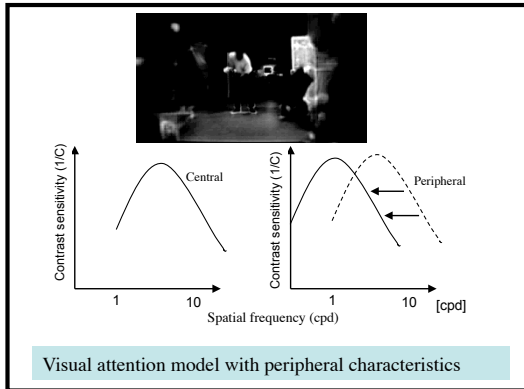 Contrast sensitivity (1/C)
Central
1
10
Contrast sensitivity (1/C)
Peripheral
1
10
[cpd]
Spatial frequency (cpd)
Visual attention model with peripheral characteristics